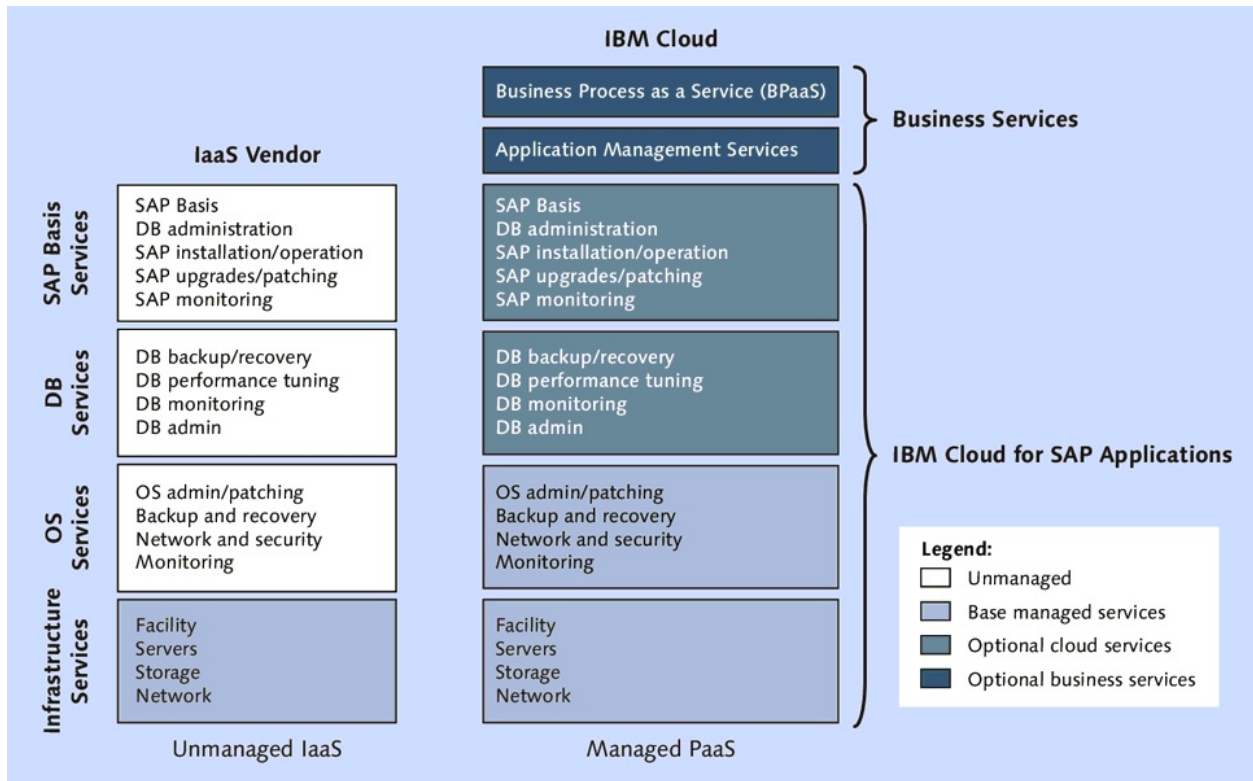 IBM Cloud
Business Process as a Service (BPaaS)
Application Management Services
Business Services
IaaS Vendor
SAP Basis
Services
SAP Basis
DB administration
SAP installation/operation
SAP upgrades/patching
SAP monitoring
SAP Basis
DB administration
SAP installation/operation
SAP upgrades/patching
SAP monitoring
DB
Services
DB backup/recovery
DB performance tuning
DB monitoring
DB admin
DB backup/recovery
DB performance tuning
DB monitoring
DB admin
IBM Cloud for SAP Applications
OS
Services
OS admin/patching
Backup and recovery
Network and security
Monitoring
OS admin/patching
Backup and recovery
Network and security
Monitoring
Infrastructure
Services
Facility
Servers
Storage
Network
Facility
Servers
Storage
Network
Legend:
Unmanaged
Base managed services
Optional cloud services
Optional business services
Unmanaged IaaS
Managed PaaS